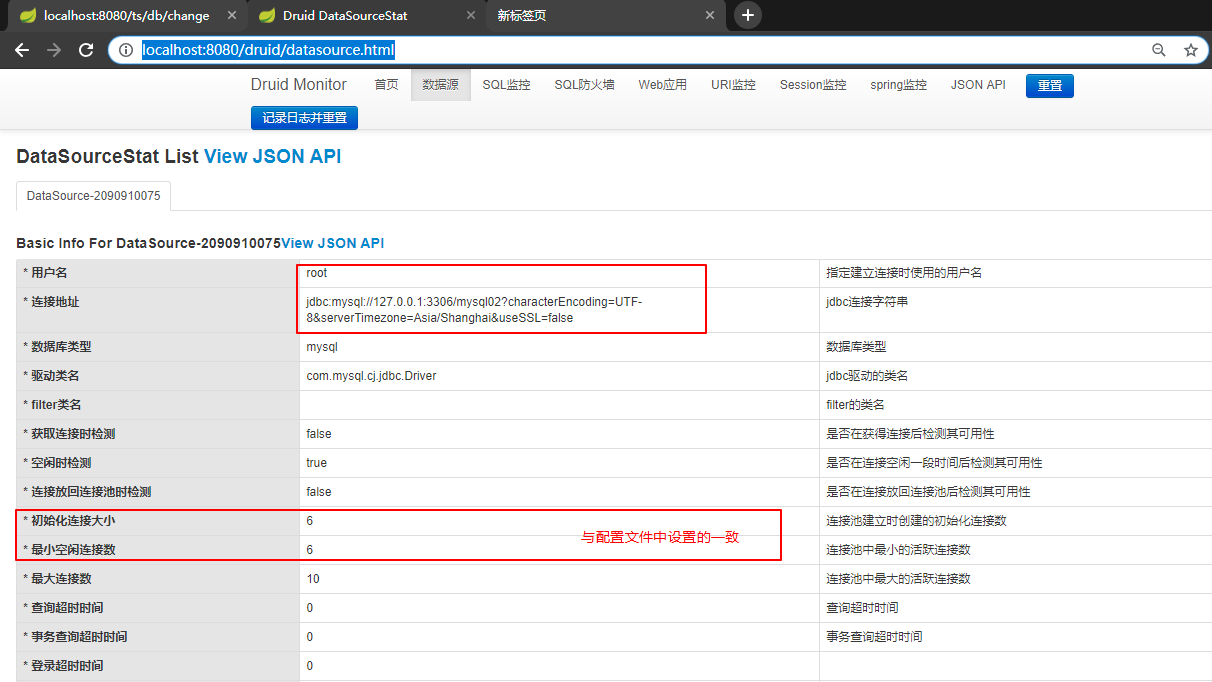 localhost:8080/ts/db/change
Druid DataSourceStat
新标签页
localhost:8080/druid/datasource.html
Druid Monitor 首页 数据源 SQL监控 SQL防火墙 Web应用 URI监控 Session监控 spring监控 JSON API 重置
记录日志并重置
DataSourceStat List View JSON API
DataSource-2090910075
Basic Info For DataSource-2090910075View JSON API
* 用户名 root 指定建立连接时使用的用户名
* 连接地址 jdbc:mysql://127.0.0.1:3306/mysql02?characterEncoding=UTF- jdbc连接字符串
8&serverTimezone=Asia/Shanghai&useSSL=false
* 数据库类型 mysql 数据库类型
* 驱动类名 com.mysql.cj.jdbc.Driver jdbc驱动的类名
* filter类名 filter的类名
* 获取连接时检测 false 是否在获得连接后检测其可用性
* 空闲时检测 true 是否在连接空闲一段时间后检测其可用性
* 连接放回连接池时检测 false 是否在连接放回连接池后检测其可用性
* 初始化连接大小 6 连接池建立时创建的初始化连接数
与配置文件中设置的一致
* 最小空闲连接数 6 连接池中最小的活跃连接数
* 最大连接数 10 连接池中最大的活跃连接数
* 查询超时时间 0 查询超时时间
* 事务查询超时时间 0 事务查询超时时间
* 登录超时时间 0